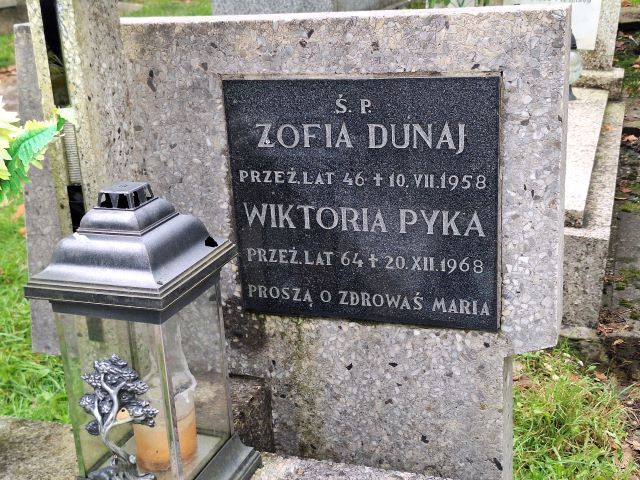 Ś. P.
ZOFIA DUNAJ
PRZEŻ. LAT 46 + 10. VII. 1958
WIKTORIA PYKA
PRZEŻ. LAT 64 + 20. XII. 1968
PROSZĄ O ZDROWAŚ MARIA